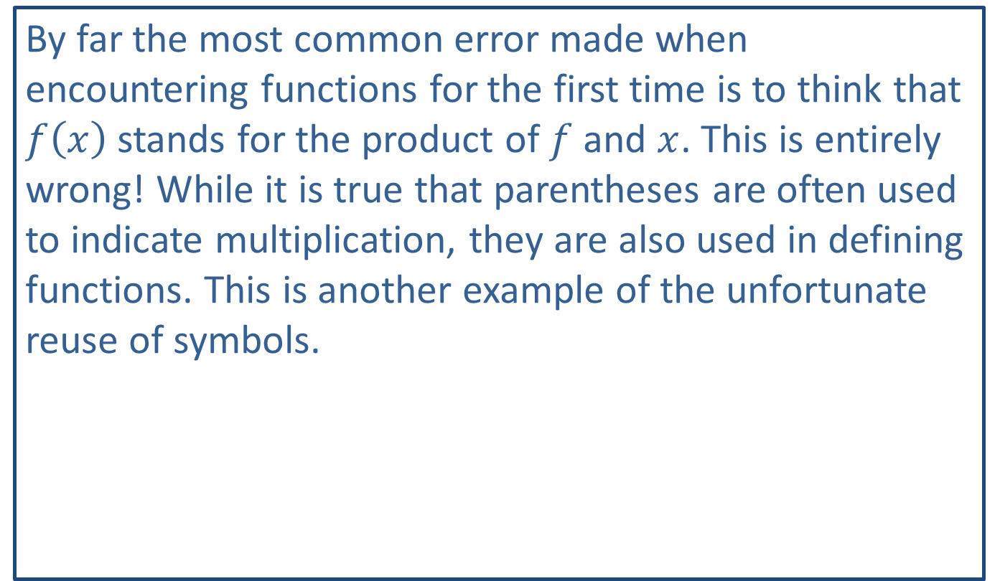 By far the most common error made when
encountering functions for the first time is to think that
f(x) stands for the product of f and x. This is entirely
wrong! While it is true that parentheses are often used
to indicate multiplication, they are also used in defining
functions. This is another example of the unfortunate
reuse of symbols.